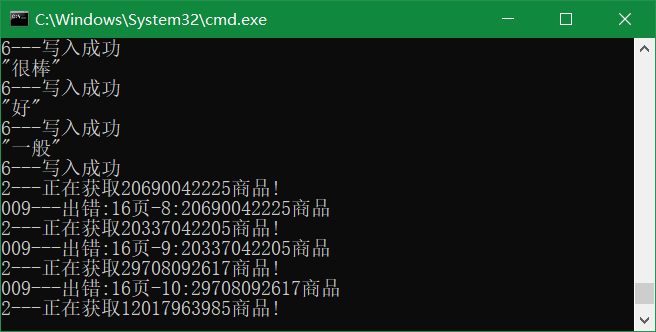 C:\Windows\System32\cmd.exe
6---写入成功
"很棒"
6---写入成功
"好"
6---写入成功
"一般"
6---写入成功
2---正在获取20690042225商品!
009---出错:16页-8:20690042225商品
2---正在获取20337042205商品!
009---出错:16页-9:20337042205商品
2---正在获取29708092617商品!
009---出错:16页-10:29708092617商品
2---正在获取12017963985商品!